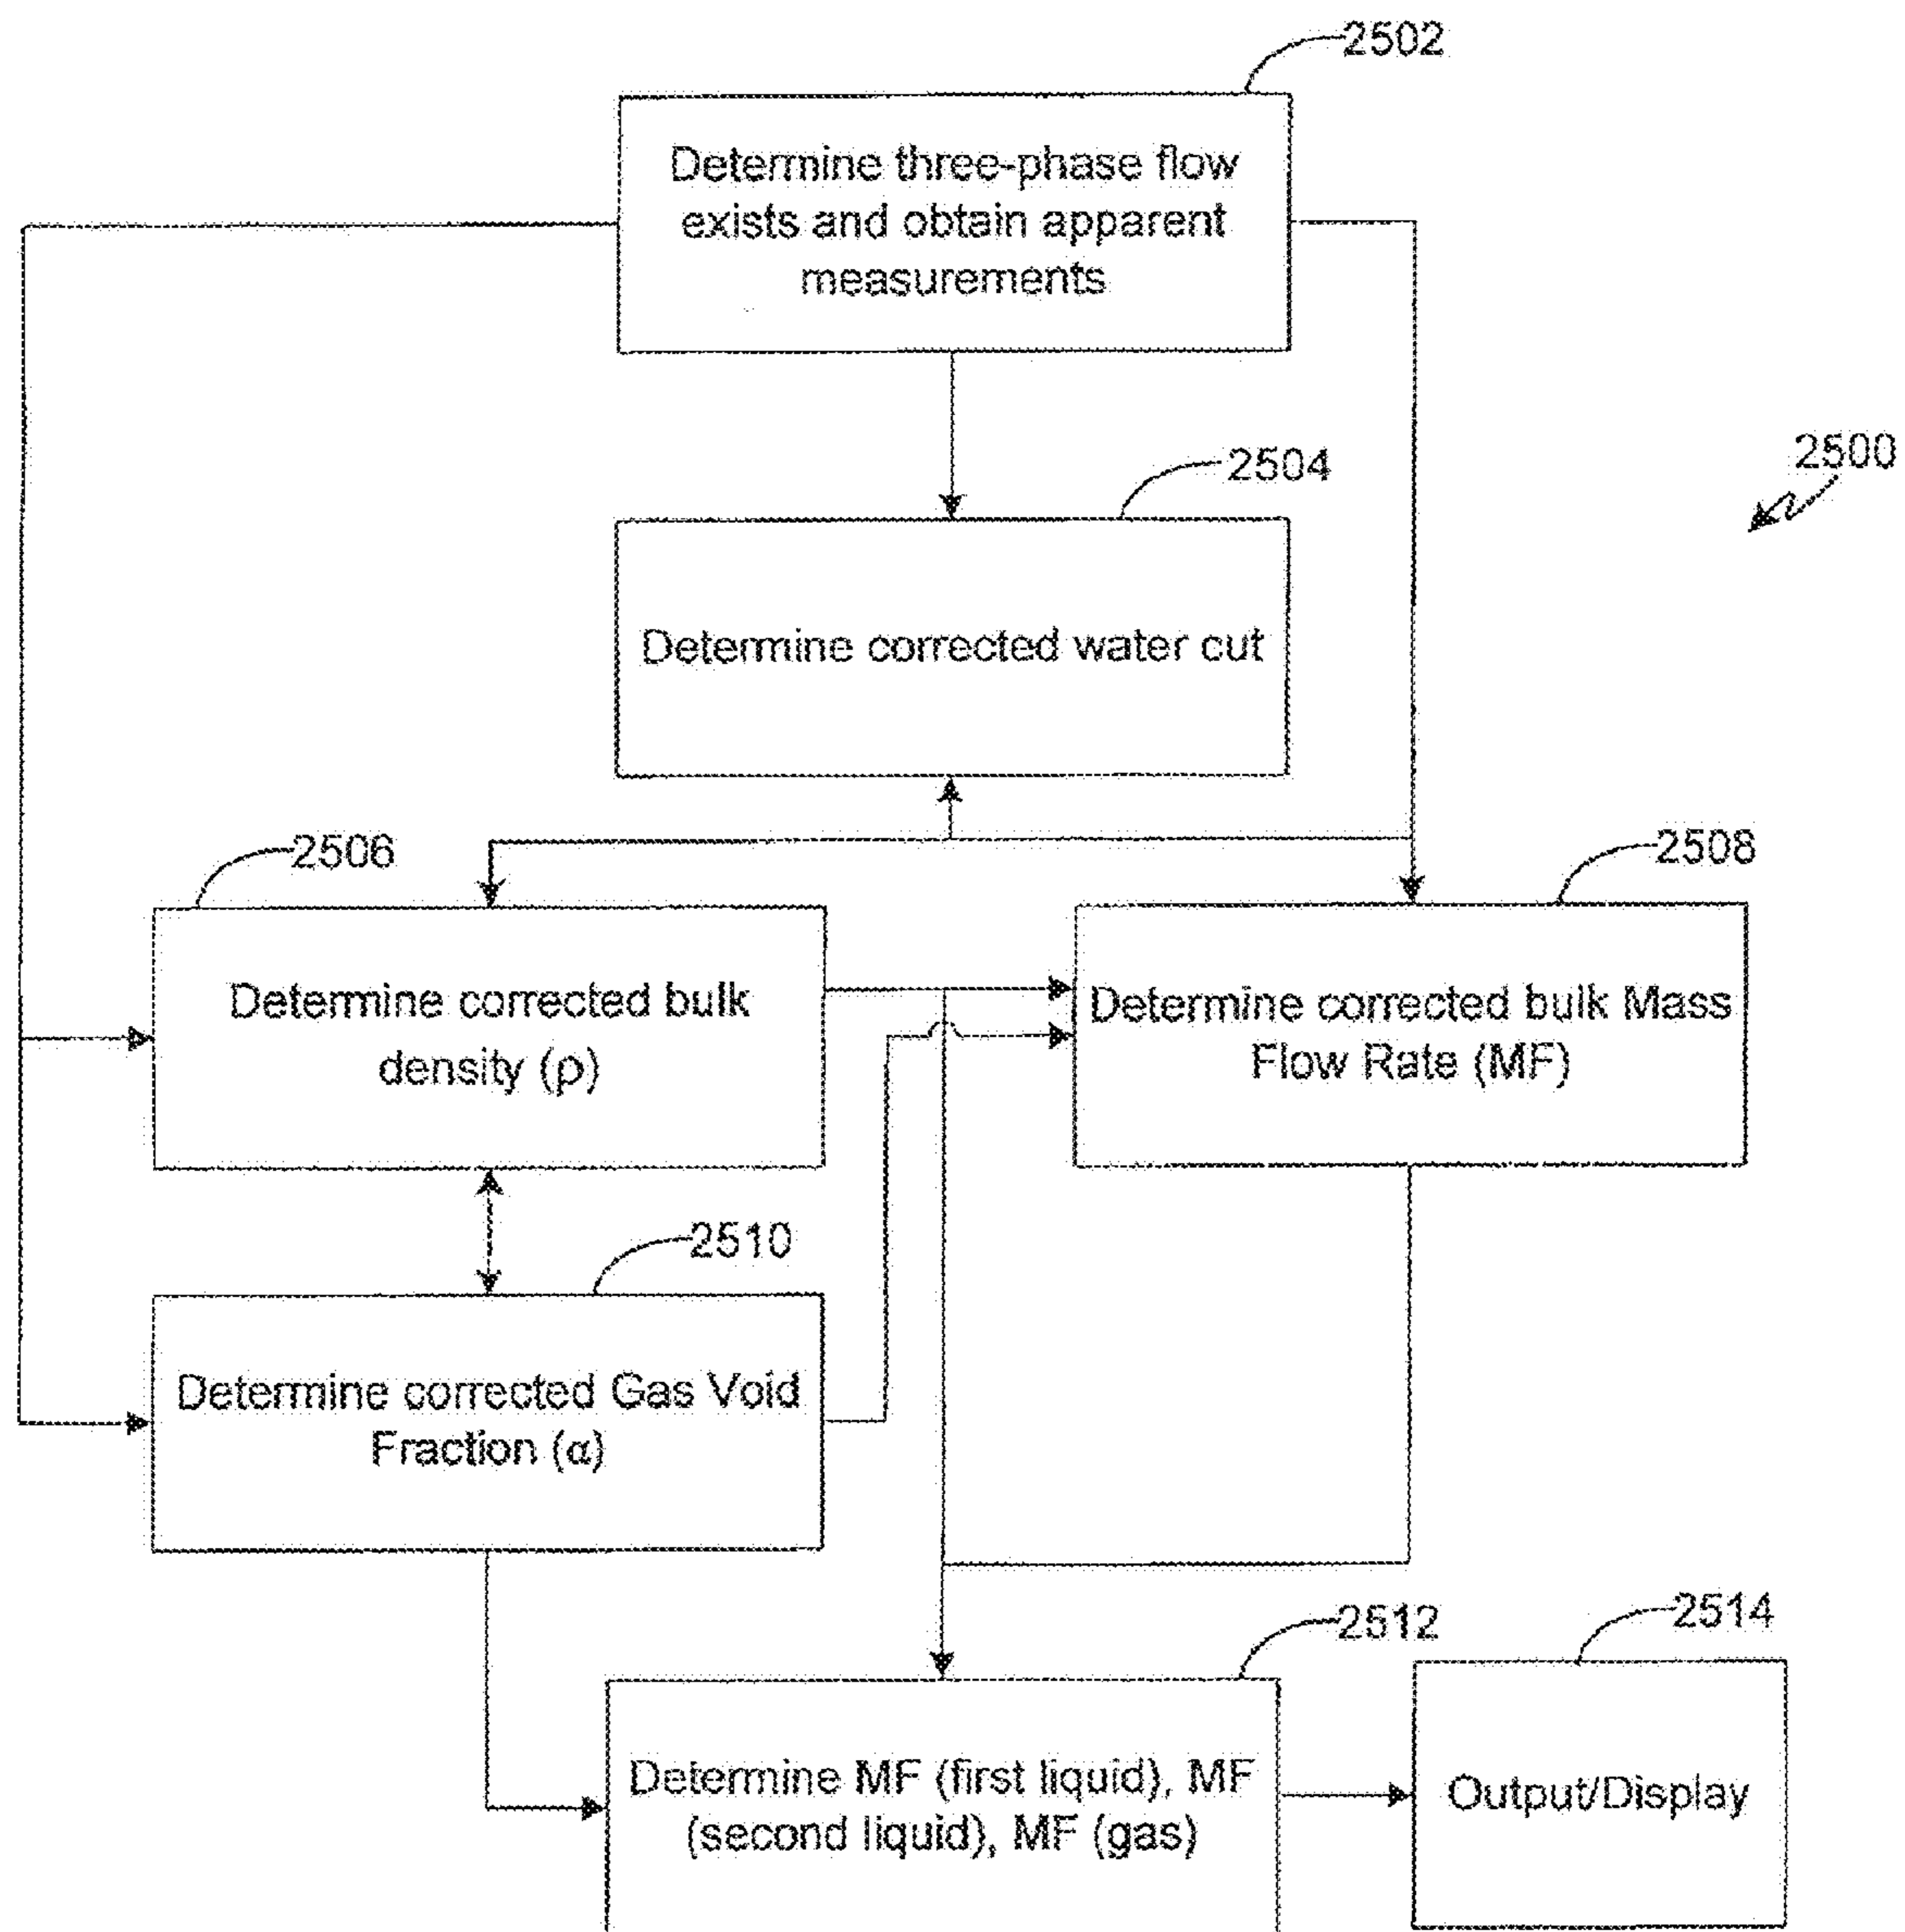 2502
Determine three-phase flow
exists and obtain apparent
measurements
2500
2504
Determine corrected water cut
2506
Determine corrected bulk
density (ρ)
2508
Determine corrected bulk Mass
Flow Rate (MF)
2510
Determine corrected Gas Void
Fraction (α)
2512
Determine MF (first liquid), MF
(second liquid), MF (gas)
2514
Output/Display